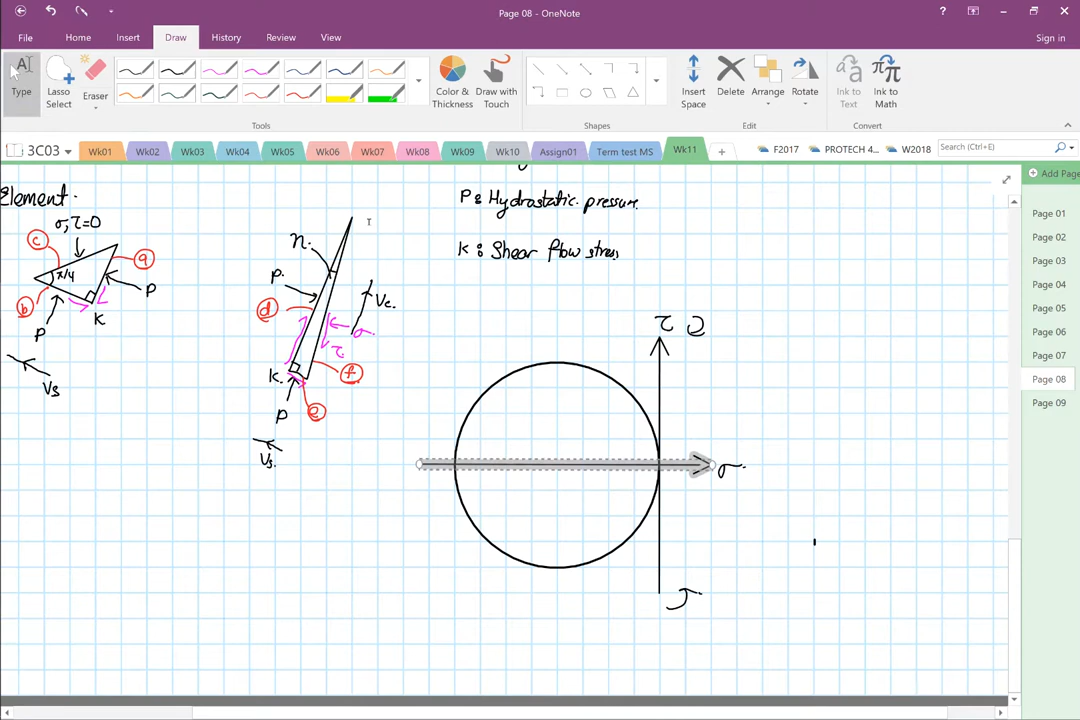 Page 08 - OneNote
?
File
Home
Insert
Draw
History
Review
View
Sign in
Type
Lasso Select
Eraser
Color & Thickness
Draw with Touch
Insert Space
Delete
Arrange
Rotate
Ink to Text
Ink to Math
Tools
Shapes
Edit
Convert
3C03
Wk01
Wk02
Wk03
Wk04
Wk05
Wk06
Wk07
Wk08
Wk09
Wk10
Assign01
Term test MS
Wk11
F2017
PROTECH 4...
W2018
Search (Ctrl+E)
Add Page
Page 01
Page 02
Page 03
Page 04
Page 05
Page 06
Page 07
Page 08
Page 09
Element.
σ, τ=0
c
a
π/4
b
P
P
K
Vs
n.
P.
d
Vc.
σ
τ
K.
f
e
P
Vs.
P: Hydrostatic pressure.
K: Shear flow stress
τ
σ